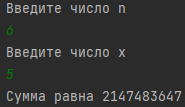 Введите число n
6
Введите число x
5
Сумма равна 2147483647